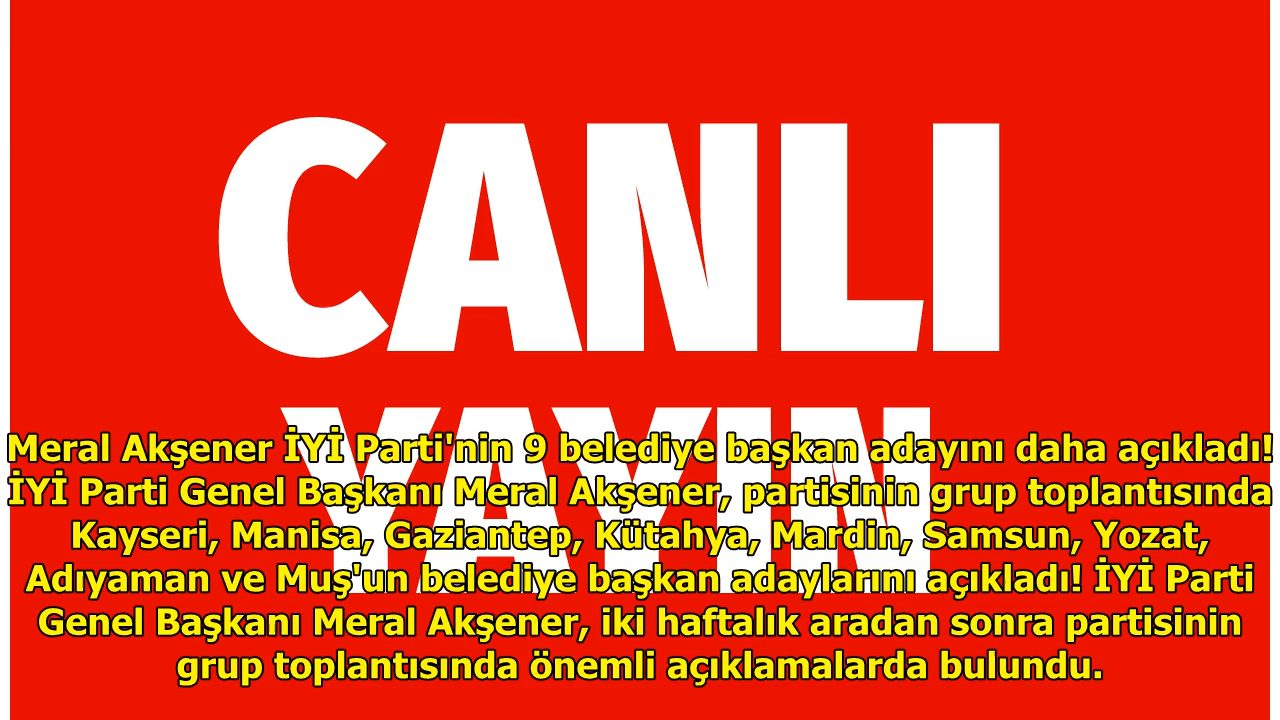 CANLI
YAYIN
Meral Akşener İYİ Parti'nin 9 belediye başkan adayını daha açıkladı!
İYİ Parti Genel Başkanı Meral Akşener, partisinin grup toplantısında
Kayseri, Manisa, Gaziantep, Kütahya, Mardin, Samsun, Yozat,
Adıyaman ve Muş'un belediye başkan adaylarını açıkladı! İYİ Parti
Genel Başkanı Meral Akşener, iki haftalık aradan sonra partisinin
grup toplantısında önemli açıklamalarda bulundu.